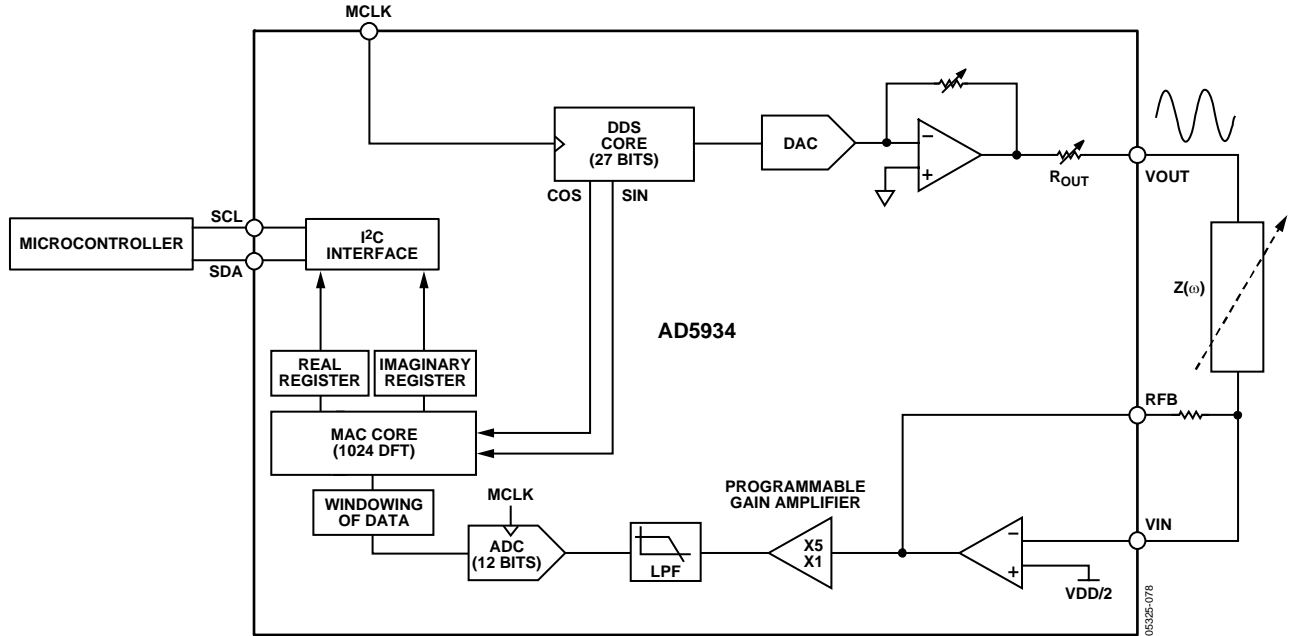 MCLK
DDS
CORE
(27 BITS)
DAC
−
+
ROUT
VOUT
COS
SIN
SCL
MICROCONTROLLER
SDA
I2C
INTERFACE
Z(ω)
AD5934
REAL
REGISTER
IMAGINARY
REGISTER
RFB
MAC CORE
(1024 DFT)
WINDOWING
OF DATA
MCLK
ADC
(12 BITS)
LPF
PROGRAMMABLE
GAIN AMPLIFIER
X5
X1
−
+
VIN
VDD/2
05325-078